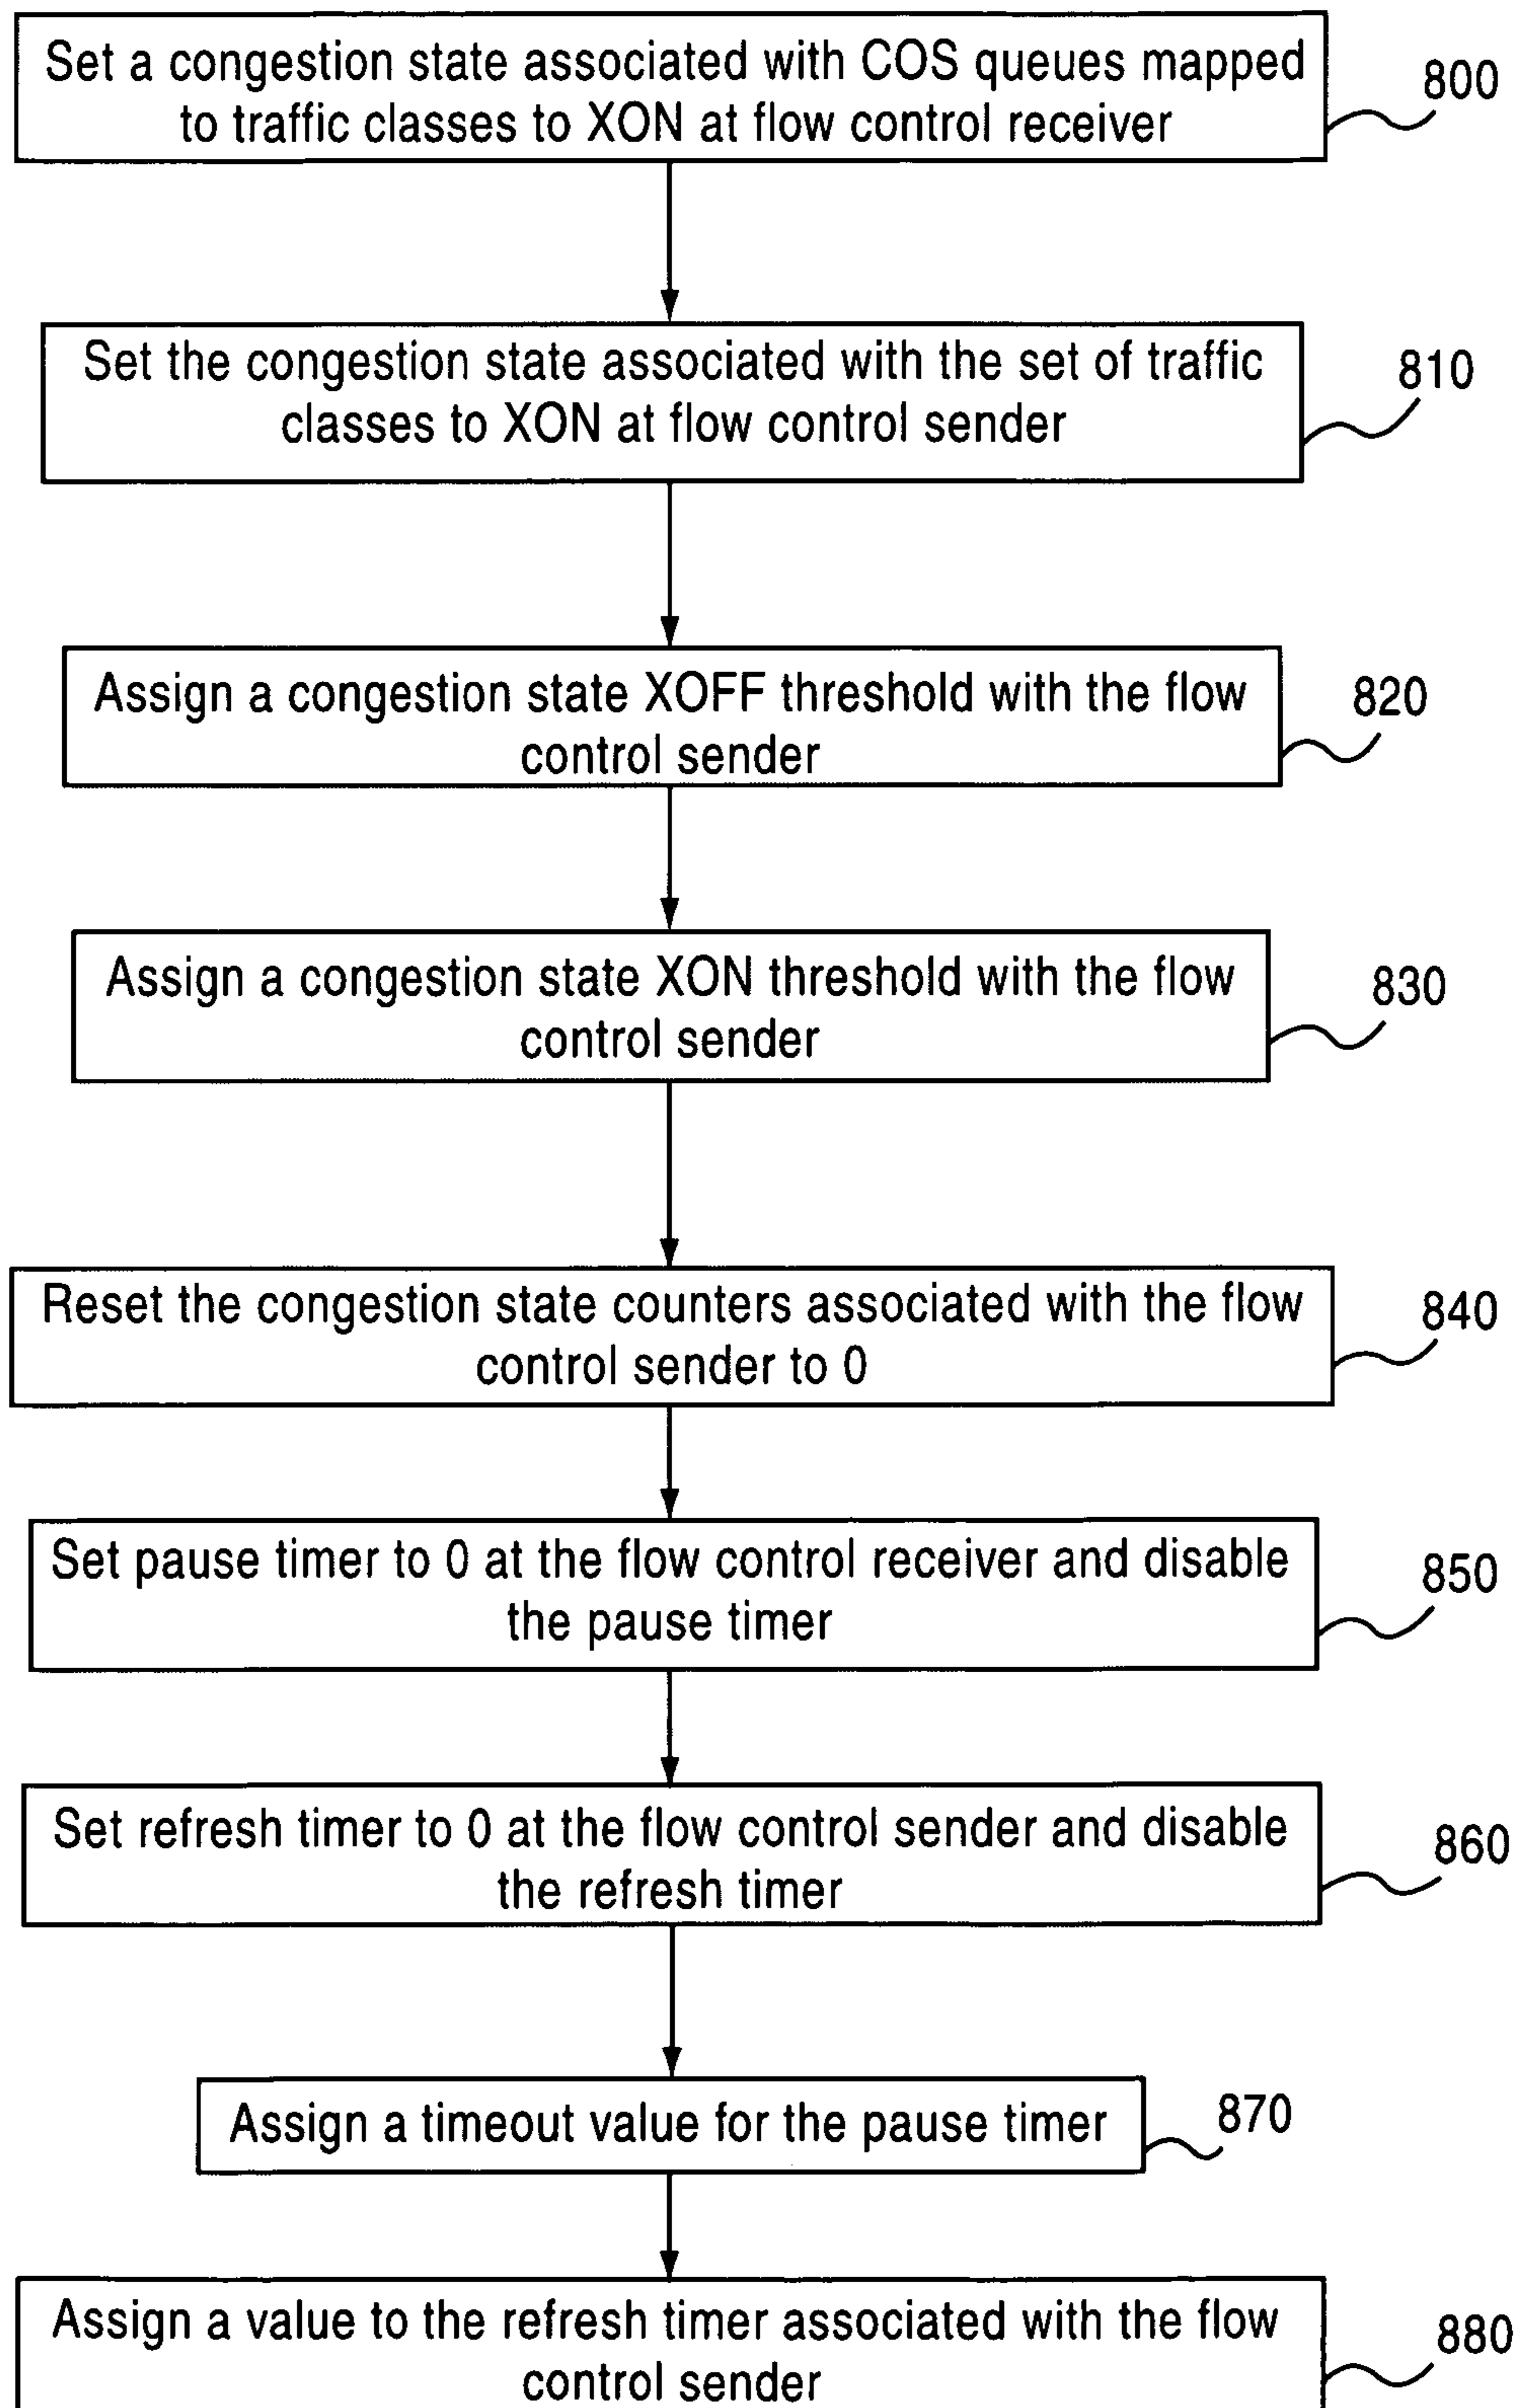 Set a congestion state associated with COS queues mapped
to traffic classes to XON at flow control receiver
800
Set the congestion state associated with the set of traffic
classes to XON at flow control sender
810
Assign a congestion state XOFF threshold with the flow
control sender
820
Assign a congestion state XON threshold with the flow
control sender
830
Reset the congestion state counters associated with the flow
control sender to 0
840
Set pause timer to 0 at the flow control receiver and disable
the pause timer
850
Set refresh timer to 0 at the flow control sender and disable
the refresh timer
860
Assign a timeout value for the pause timer
870
Assign a value to the refresh timer associated with the flow
control sender
880